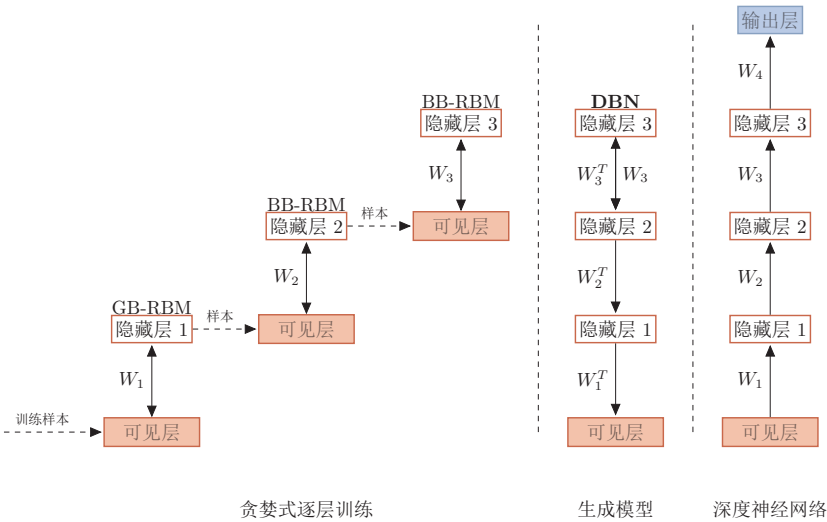 输出层
W₄
BB-RBM
隐藏层 3
DBN
隐藏层 3
隐藏层 3
W₃
W₃ᵀ
W₃
W₃
BB-RBM
隐藏层 2
样本
可见层
隐藏层 2
隐藏层 2
W₂
W₂ᵀ
W₂
GB-RBM
隐藏层 1
样本
可见层
隐藏层 1
隐藏层 1
W₁
W₁ᵀ
W₁
训练样本
可见层
可见层
可见层
贪婪式逐层训练
生成模型
深度神经网络